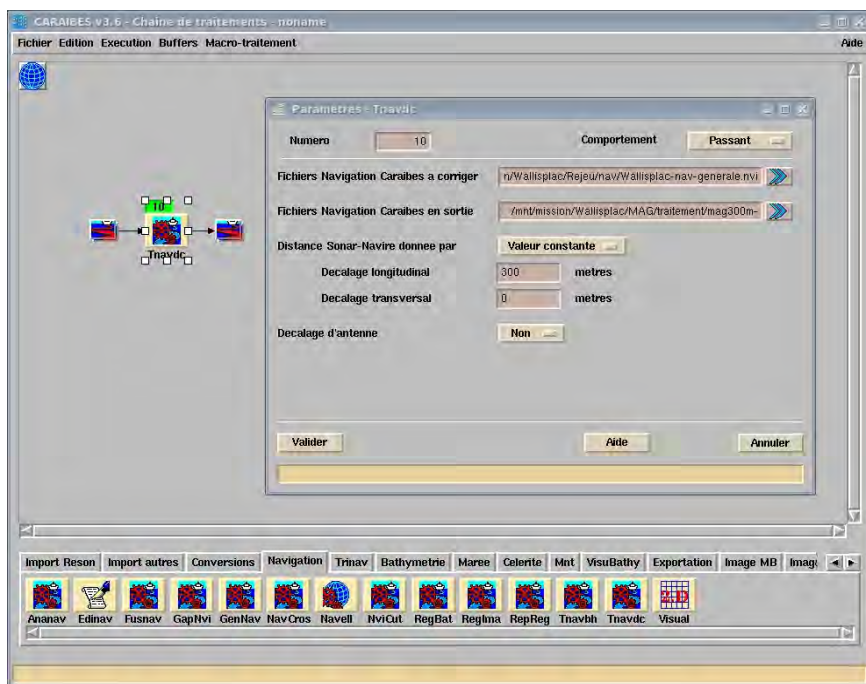 CARAIBES v3.6 - Chaine de traitements - noname
Fichier Edition Execution Buffers Macro-traitement Aide
Parametres - Tnavdc
Numero 10 Comportement Passant
Fichiers Navigation Caraibes a corriger n/Wallisplac/Rejeu/nav/Wallisplac-nav-generale.nvi
Fichiers Navigation Caraibes en sortie /mnt/mission/Wallisplac/MAG/traitement/mag300m-
Distance Sonar-Navire donnee par Valeur constante
Decalage longitudinal 300 metres
Decalage transversal 0 metres
Decalage d'antenne Non
Valider Aide Annuler
10
Tnavdc
Import Reson Import autres Conversions Navigation Trinav Bathymetrie Maree Celerite Mnt VisuBathy Exportation Image MB Imag
2D
Ananav Edinav Fusnav GapNvi GenNav NavCros Navell NviCut RegBat RegIma RepReg Tnavbh Tnavdc Visual